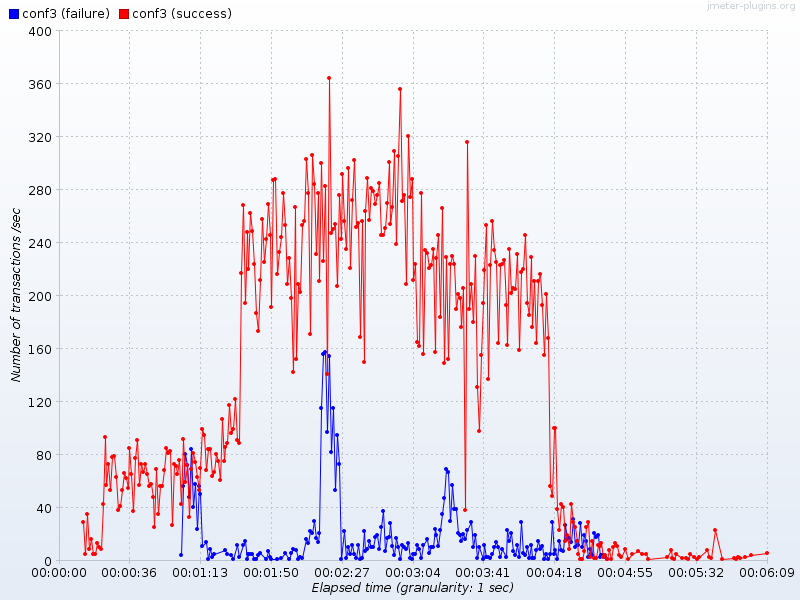 jmeter-plugins.org
conf3 (failure) conf3 (success)
400
360
320
280
240
200
160
120
80
40
0
Number of transactions /sec
00:00:00 00:00:36 00:01:13 00:01:50 00:02:27 00:03:04 00:03:41 00:04:18 00:04:55 00:05:32 00:06:09
Elapsed time (granularity: 1 sec)